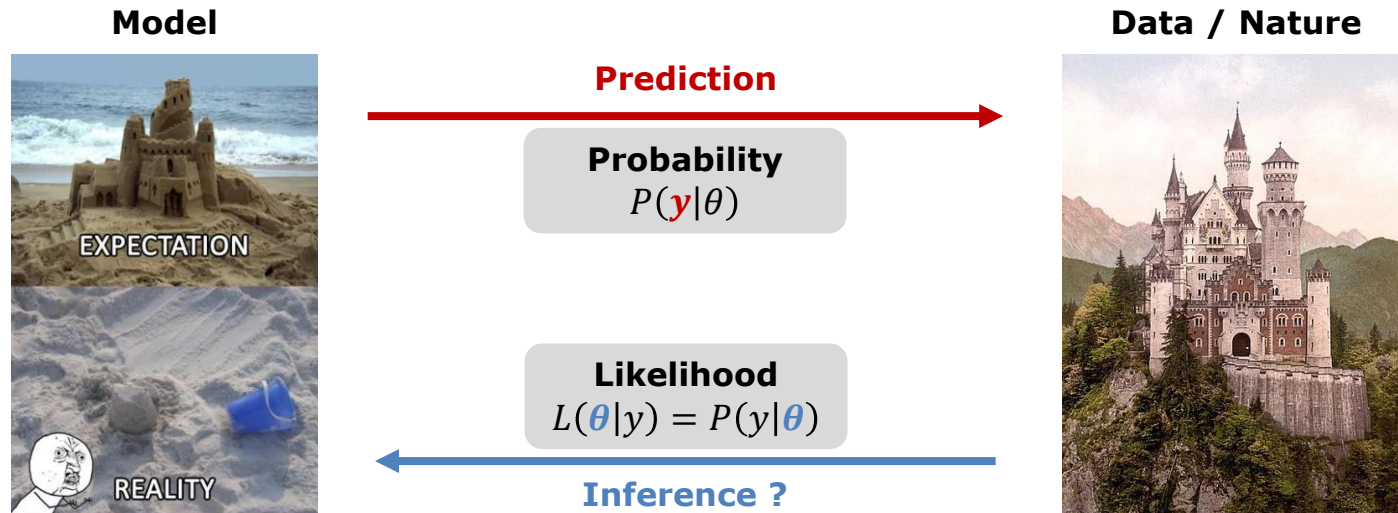 Model
Data / Nature
Prediction
Probability
P(y|θ)
EXPECTATION
Likelihood
L(θ|y) = P(y|θ)
REALITY
Inference ?